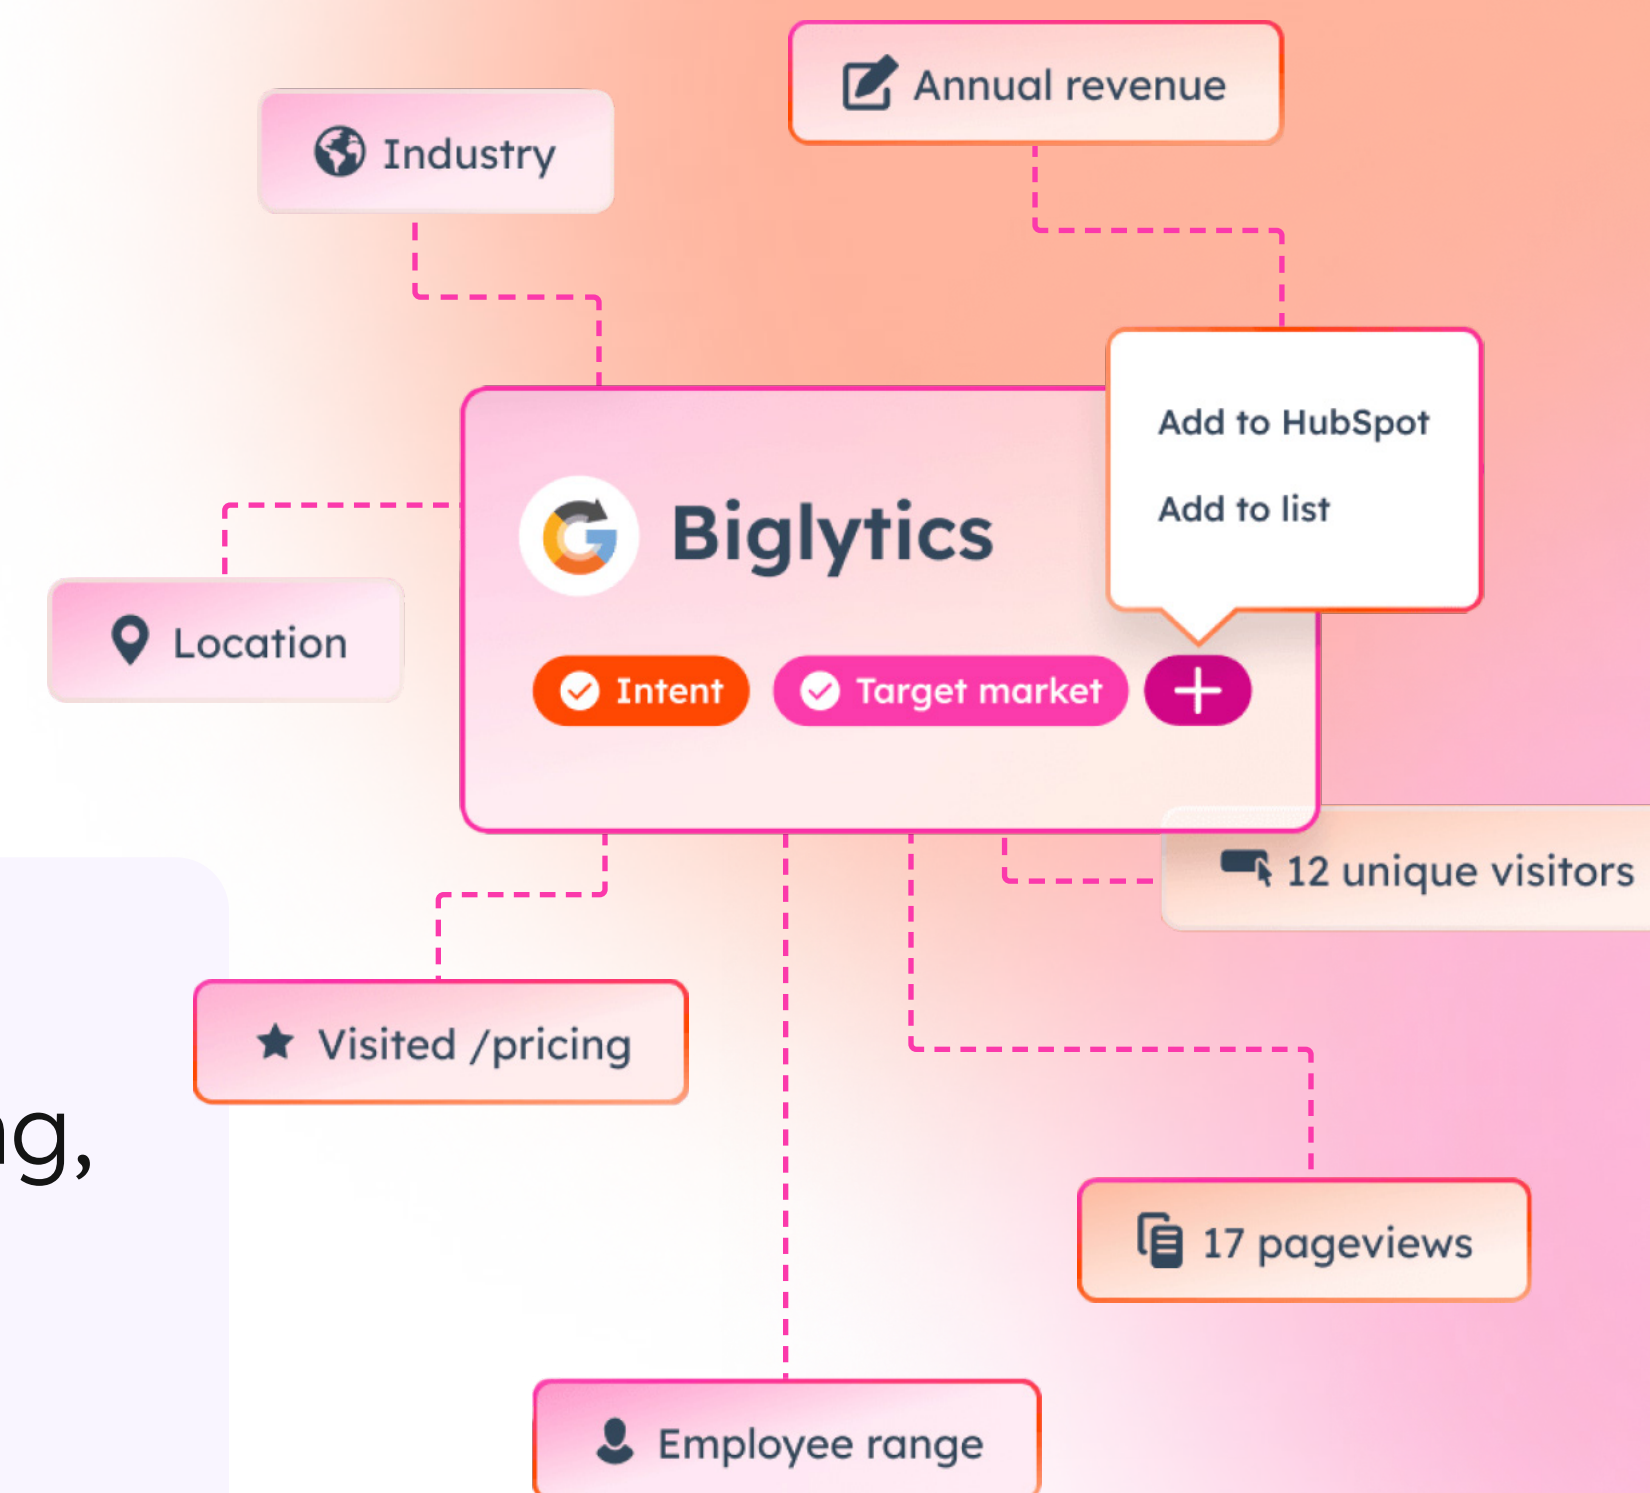 Annual revenue
Industry
Add to HubSpot
Add to list
Biglytics
Location
Intent
Target market
12 unique visitors
Visited /pricing
17 pageviews
Employee range